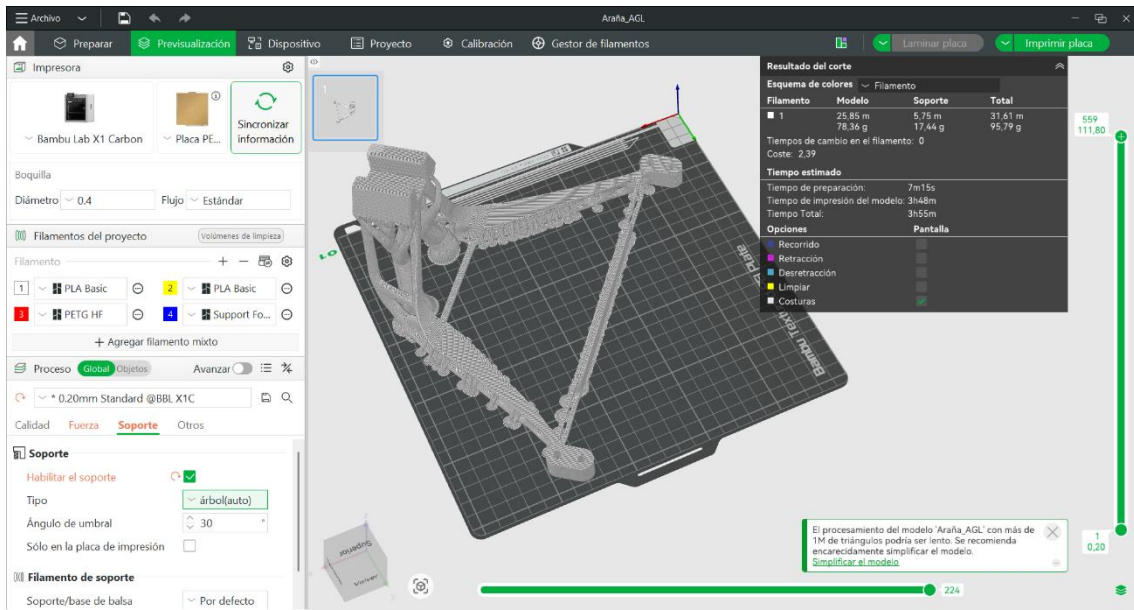 Archivo
Araña_AGL
Preparar
Previsualización
Dispositivo
Proyecto
Calibración
Gestor de filamentos
Laminar placa
Imprimir placa
Impresora
Bambu Lab X1 Carbon
Placa PE...
Sincronizar
información
Boquilla
Diámetro 0.4 Flujo Estándar
Filamentos del proyecto Volúmenes de limpieza
Filamento
1 PLA Basic 2 PLA Basic
3 PETG HF 4 Support Fo...
+ Agregar filamento mixto
Proceso Global Objetos Avanzar
* 0.20mm Standard @BBL X1C
Calidad Fuerza Soporte Otros
Soporte
Habilitar el soporte
Tipo árbol(auto)
Ángulo de umbral 30 °
Sólo en la placa de impresión
Filamento de soporte
Soporte/base de balsa Por defecto
1
01
Bambu Textured PEI Plate
Superior
Volver
Resultado del corte
Esquema de colores Filamento
Filamento Modelo Soporte Total
1 25,85 m 5,75 m 31,61 m
78,36 g 17,44 g 95,79 g
Tiempos de cambio en el filamento: 0
Coste: 2,39
Tiempo estimado
Tiempo de preparación: 7m15s
Tiempo de impresión del modelo: 3h48m
Tiempo Total: 3h55m
Opciones Pantalla
Recorrido
Retracción
Desretracción
Limpiar
Costuras
559
111,80
El procesamiento del modelo 'Araña_AGL' con más de
1M de triángulos podría ser lento. Se recomienda
encarecidamente simplificar el modelo.
Simplificar el modelo
1
0,20
224